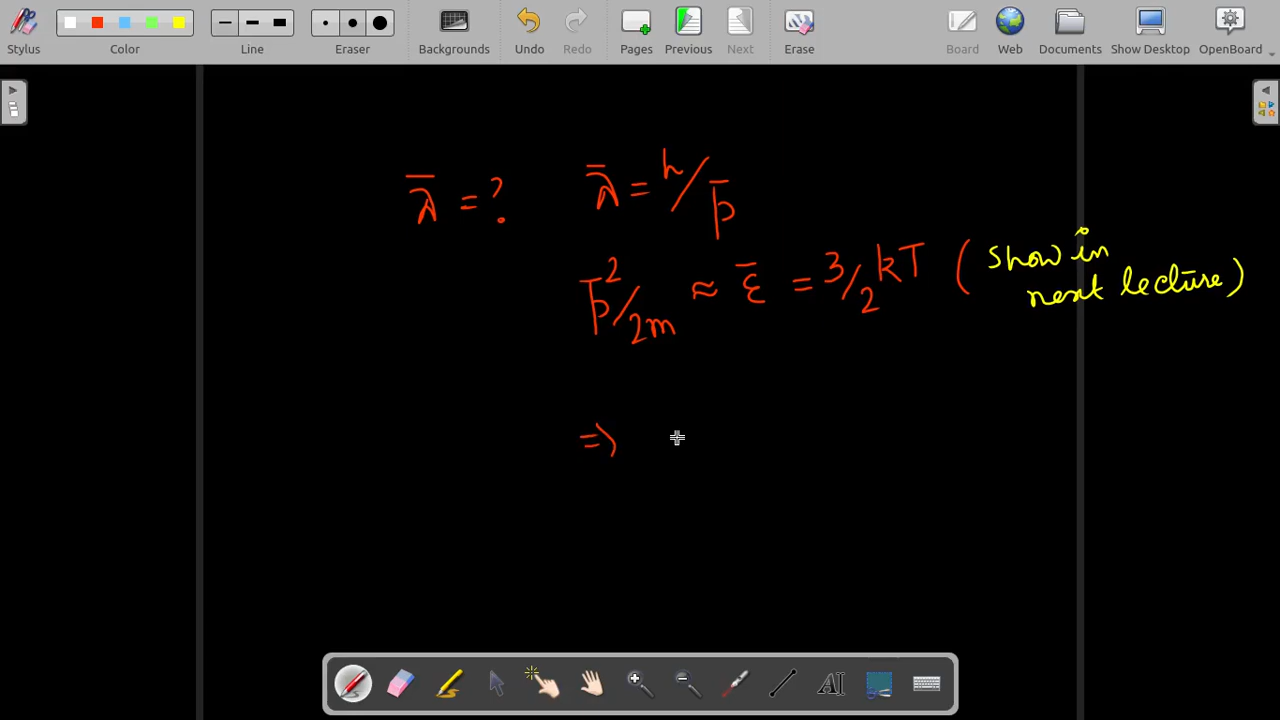 Stylus Color Line Eraser Backgrounds Undo Redo Pages Previous Next Erase Board Web Documents Show Desktop OpenBoard
λ̄ = ? λ̄ = h/p̄
p̄²/2m ≈ ε̄ = 3/2 kT (show in
next lecture)
⇒
AI